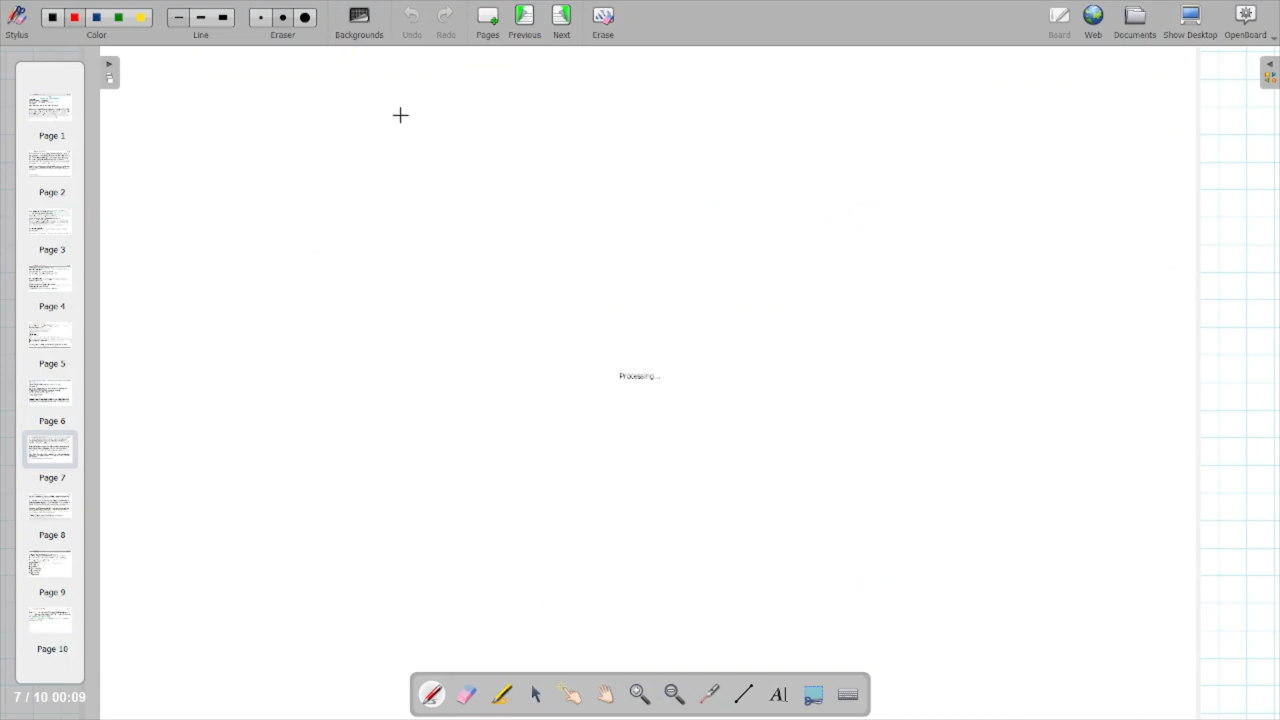 Stylus
Color
Line
Eraser
Backgrounds
Undo
Redo
Pages
Previous
Next
Erase
Board
Web
Documents
Show Desktop
OpenBoard
Page 1
Page 2
Page 3
Page 4
Page 5
Page 6
Page 7
Page 8
Page 9
Page 10
7 / 10 00:09
Processing...
AI